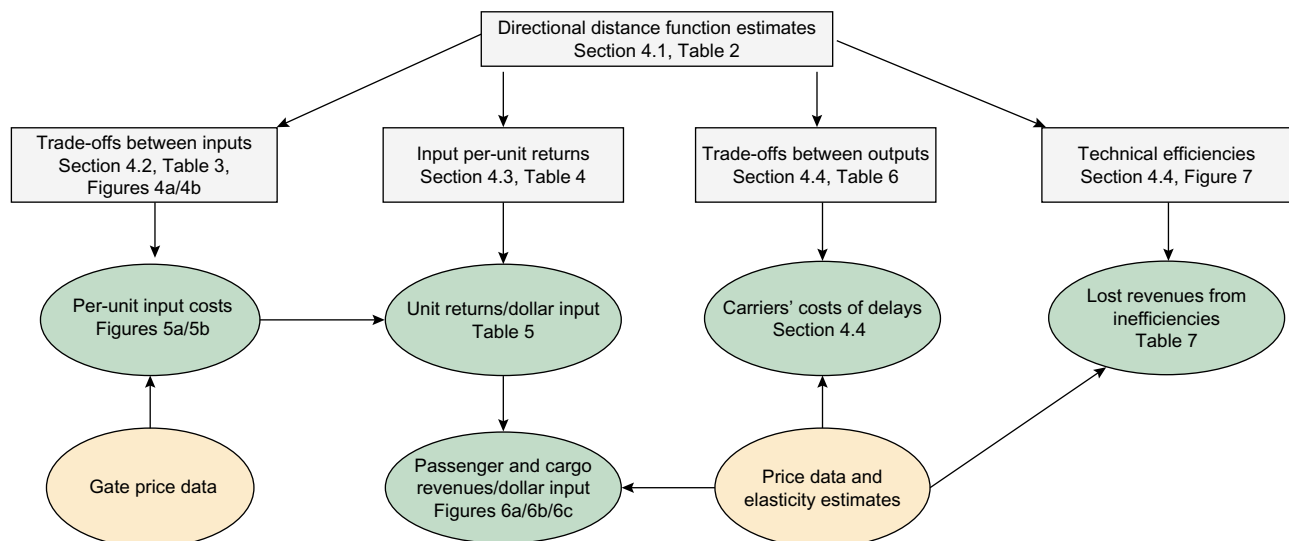 Directional distance function estimates
Section 4.1, Table 2
Trade-offs between inputs
Section 4.2, Table 3,
Figures 4a/4b
Input per-unit returns
Section 4.3, Table 4
Trade-offs between outputs
Section 4.4, Table 6
Technical efficiencies
Section 4.4, Figure 7
Per-unit input costs
Figures 5a/5b
Unit returns/dollar input
Table 5
Carriers' costs of delays
Section 4.4
Lost revenues from
inefficiencies
Table 7
Gate price data
Passenger and cargo
revenues/dollar input
Figures 6a/6b/6c
Price data and
elasticity estimates